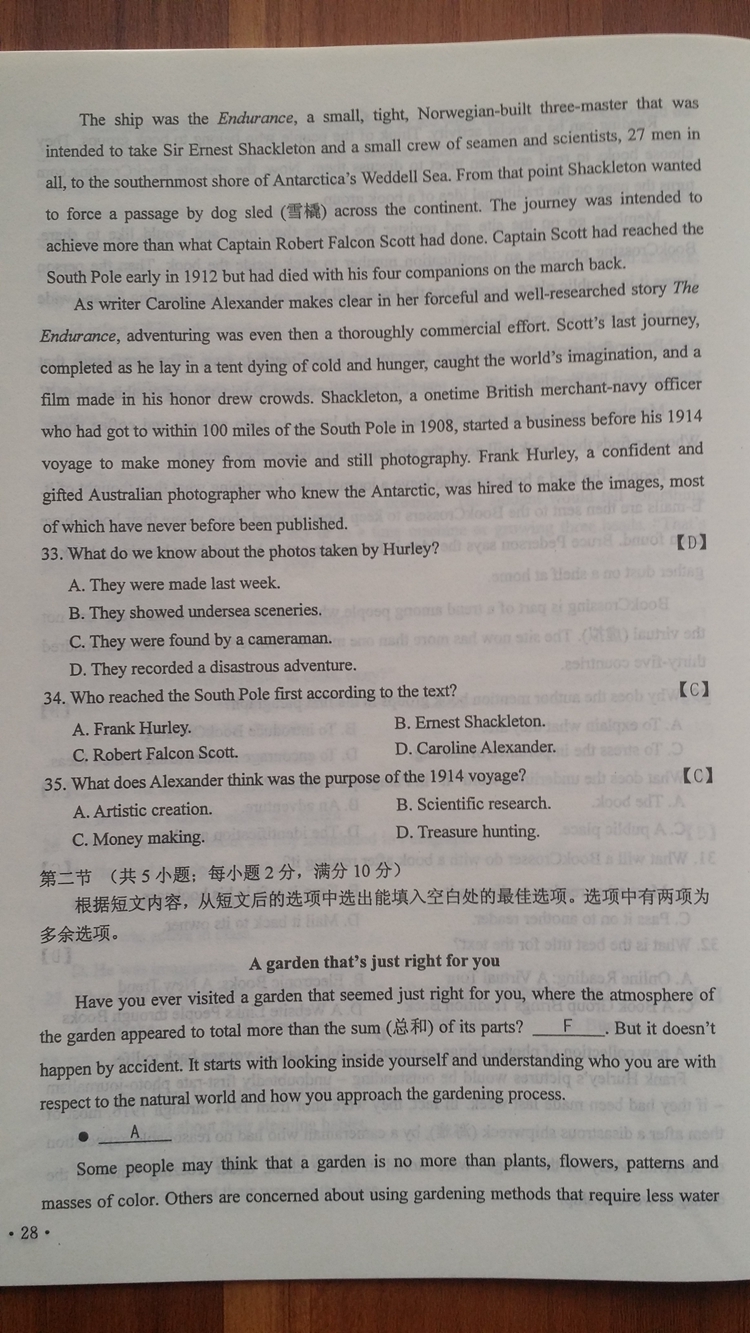 The ship was the Endurance, a small, tight, Norwegian-built three-master that was
intended to take Sir Ernest Shackleton and a small crew of seamen and scientists, 27 men in
all, to the southernmost shore of Antarctica's Weddell Sea. From that point Shackleton wanted
to force a passage by dog sled (雪橇) across the continent. The journey was intended to
achieve more than what Captain Robert Falcon Scott had done. Captain Scott had reached the
South Pole early in 1912 but had died with his four companions on the march back.
As writer Caroline Alexander makes clear in her forceful and well-researched story The
Endurance, adventuring was even then a thoroughly commercial effort. Scott's last journey,
completed as he lay in a tent dying of cold and hunger, caught the world's imagination, and a
film made in his honor drew crowds. Shackleton, a onetime British merchant-navy officer
who had got to within 100 miles of the South Pole in 1908, started a business before his 1914
voyage to make money from movie and still photography. Frank Hurley, a confident and
gifted Australian photographer who knew the Antarctic, was hired to make the images, most
of which have never before been published.
33. What do we know about the photos taken by Hurley? 【D】
A. They were made last week.
B. They showed undersea sceneries.
C. They were found by a cameraman.
D. They recorded a disastrous adventure.
34. Who reached the South Pole first according to the text? 【C】
A. Frank Hurley. B. Ernest Shackleton.
C. Robert Falcon Scott. D. Caroline Alexander.
35. What does Alexander think was the purpose of the 1914 voyage? 【C】
A. Artistic creation. B. Scientific research.
C. Money making. D. Treasure hunting.
第二节 （共 5 小题；每小题 2 分，满分 10 分）
根据短文内容，从短文后的选项中选出能填入空白处的最佳选项。选项中有两项为
多余选项。
A garden that's just right for you
Have you ever visited a garden that seemed just right for you, where the atmosphere of
the garden appeared to total more than the sum (总和) of its parts? F . But it doesn't
happen by accident. It starts with looking inside yourself and understanding who you are with
respect to the natural world and how you approach the gardening process.
● A
Some people may think that a garden is no more than plants, flowers, patterns and
masses of color. Others are concerned about using gardening methods that require less water
· 28 ·